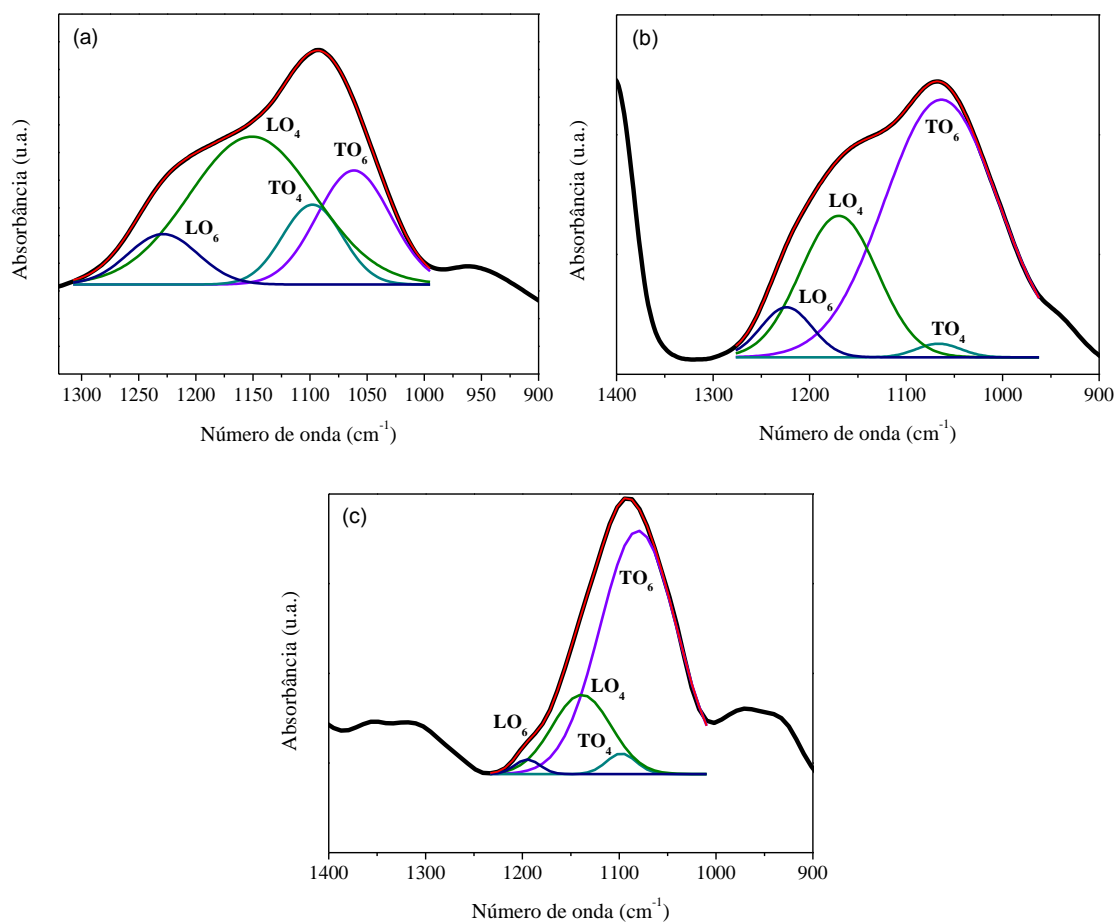 (a)
Absorbância (u.a.)
LO4
TO6
TO4
LO6
1300 1250 1200 1150 1100 1050 1000 950 900
Número de onda (cm-1)
(b)
Absorbância (u.a.)
TO6
LO4
LO6
TO4
1400 1300 1200 1100 1000 900
Número de onda (cm-1)
(c)
Absorbância (u.a.)
TO6
LO4
LO6
TO4
1400 1300 1200 1100 1000 900
Número de onda (cm-1)